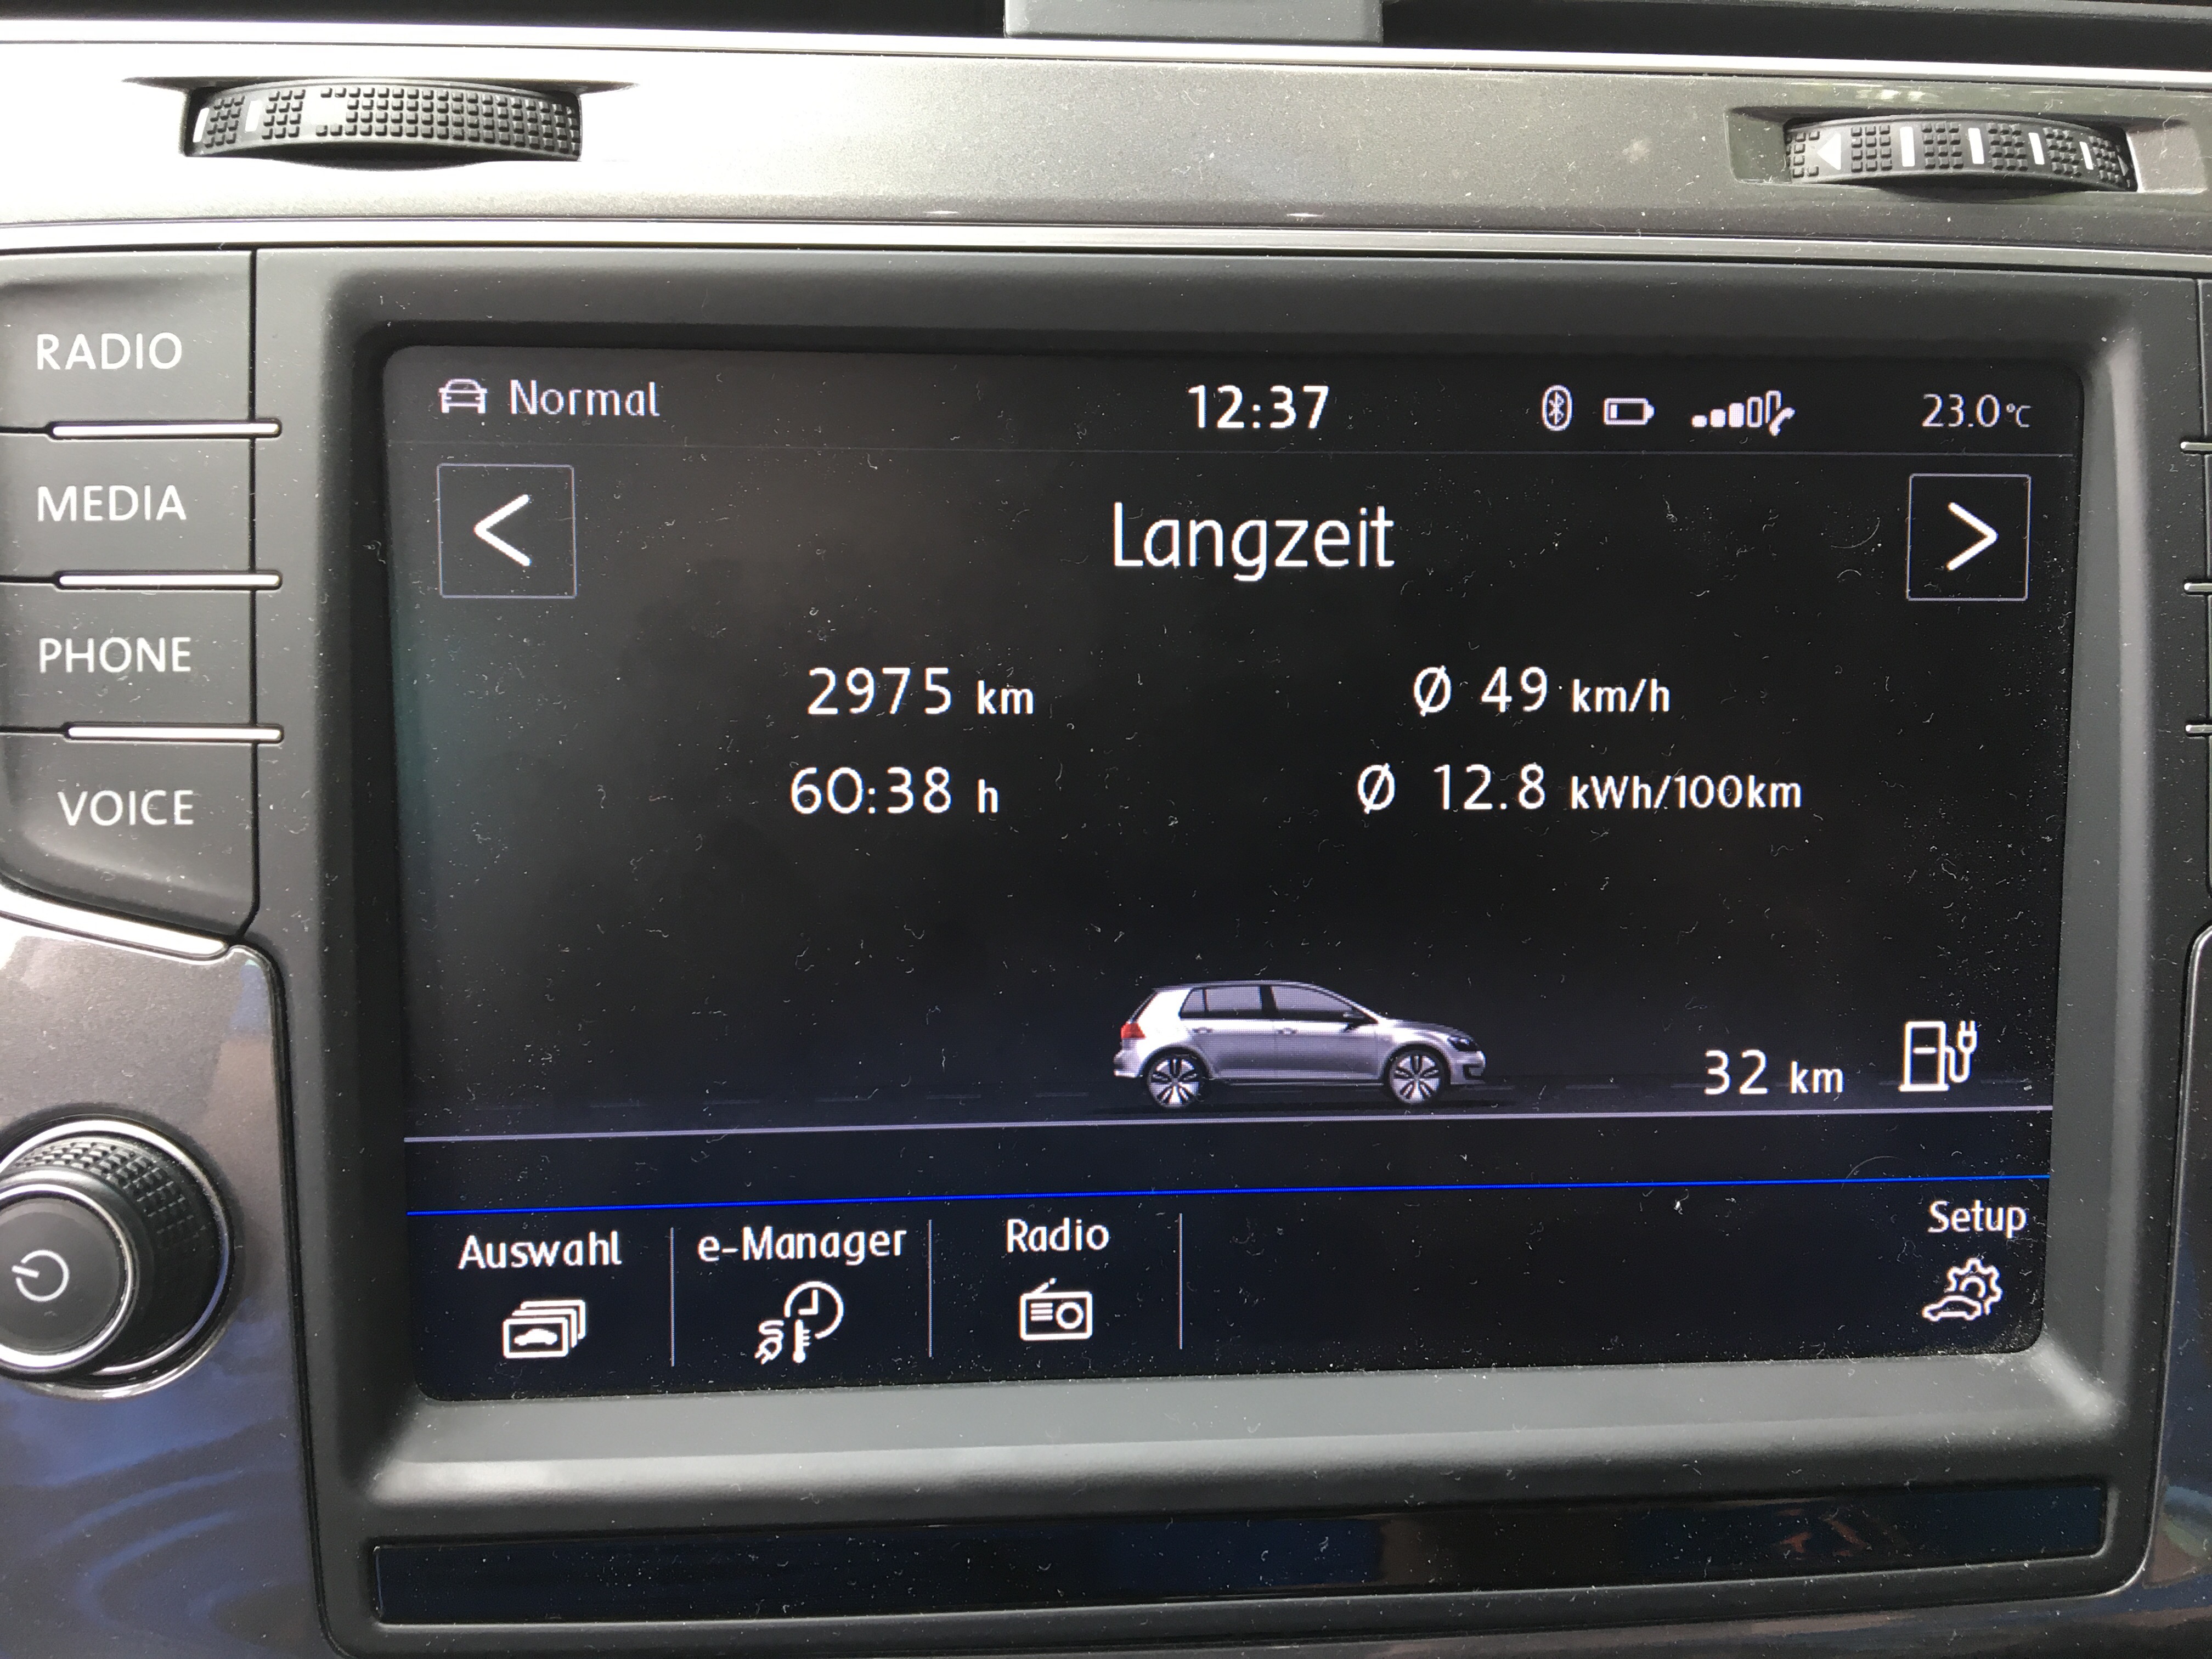 RADIO
MEDIA
PHONE
VOICE
Normal
12:37
23.0°C
<
Langzeit
>
2975 km
Ø 49 km/h
60:38 h
Ø 12.8 kWh/100km
32 km
Auswahl
e-Manager
Radio
Setup